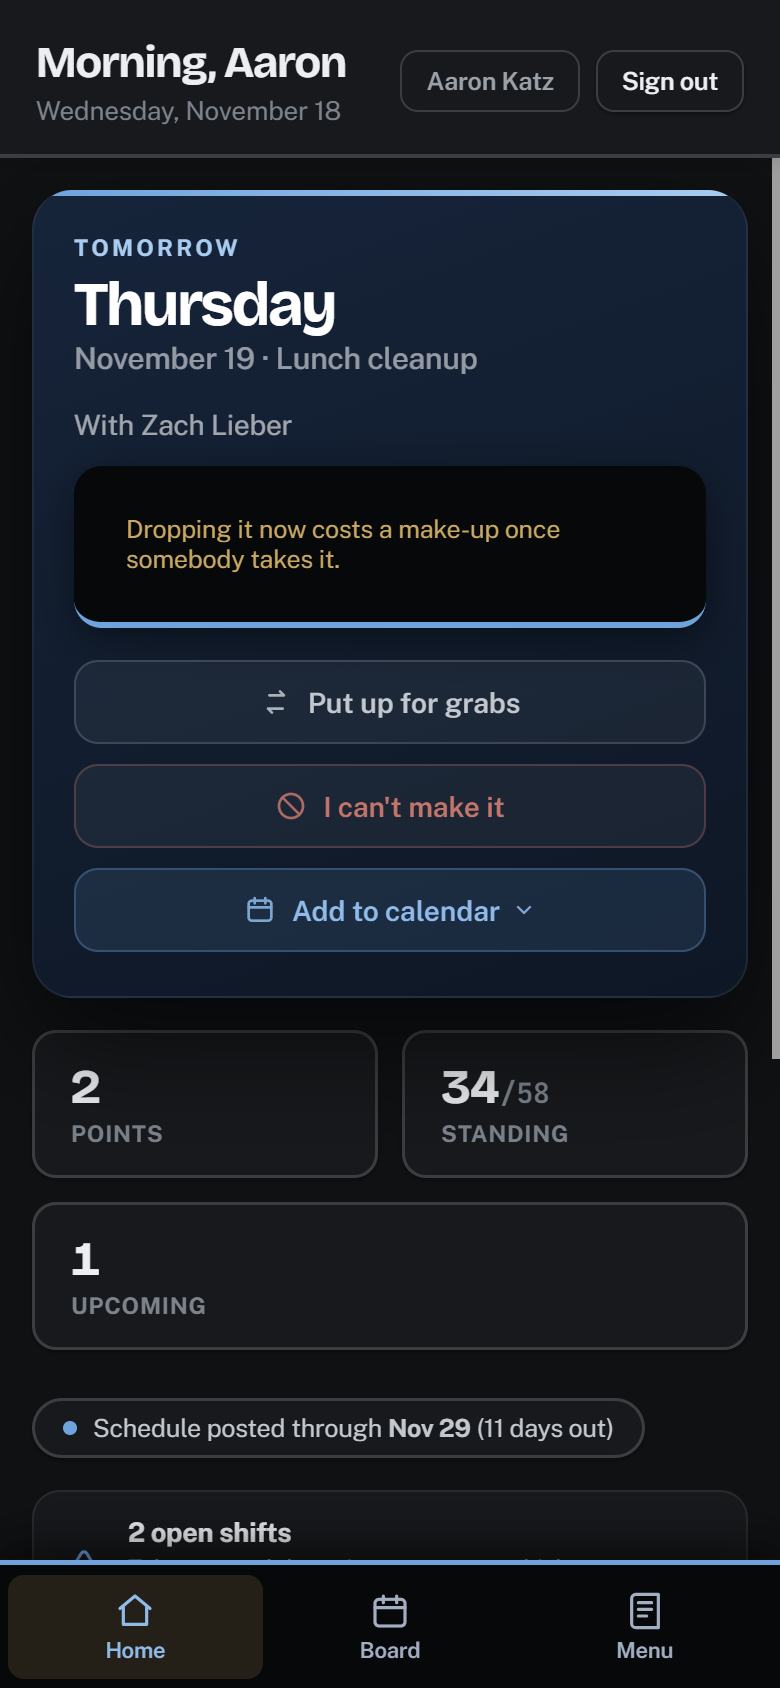 Morning, Aaron
Wednesday, November 18
Aaron Katz
Sign out
TOMORROW
Thursday
November 19 · Lunch cleanup
With Zach Lieber
Dropping it now costs a make-up once
somebody takes it.
Put up for grabs
I can't make it
Add to calendar
2
POINTS
34/58
STANDING
1
UPCOMING
Schedule posted through Nov 29 (11 days out)
2 open shifts
Home
Board
Menu